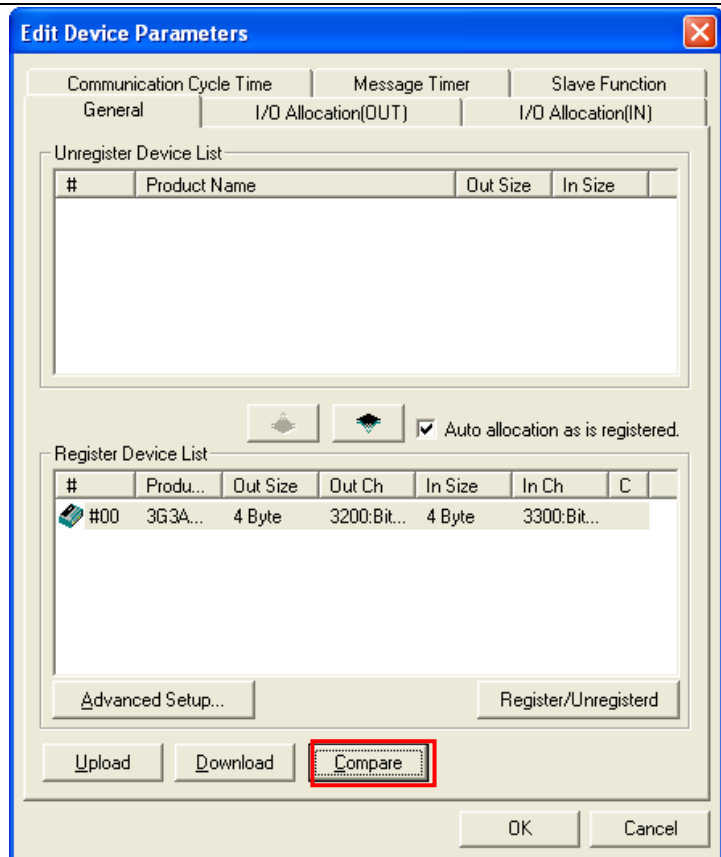 Edit Device Parameters
Communication Cycle Time Message Timer Slave Function
General I/O Allocation(OUT) I/O Allocation(IN)
Unregister Device List
# Product Name Out Size In Size
Auto allocation as is registered.
Register Device List
# Produ... Out Size Out Ch In Size In Ch C
#00 3G3A... 4 Byte 3200:Bit... 4 Byte 3300:Bit...
Advanced Setup... Register/Unregisterd
Upload Download Compare
OK Cancel